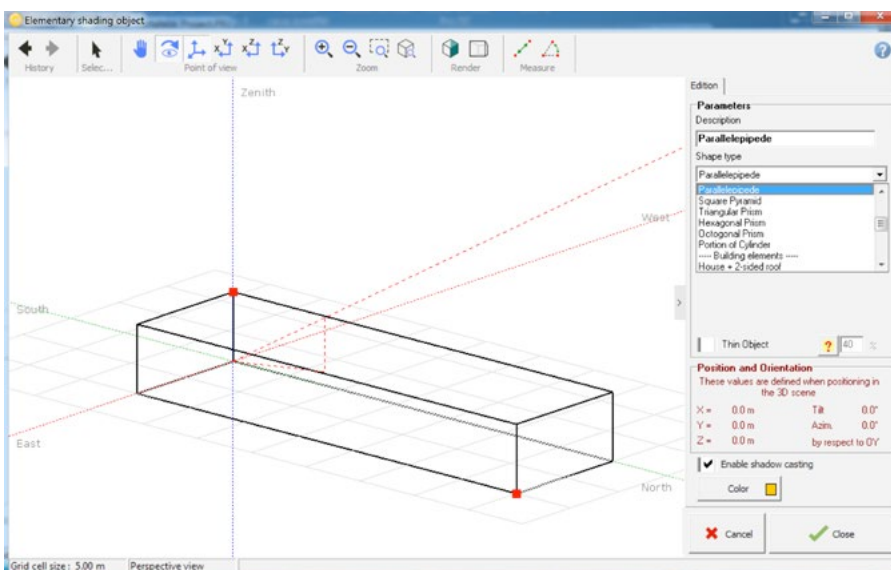 Elementary shading object
History
Selec...
Point of view
Zoom
Render
Measure
Zenith
West
South
East
North
Edition
Parameters
Description
Parallelepipede
Shape type
Parallelepipede
Parallelepipede
Square Pyramid
Triangular Prism
Hexagonal Prism
Octogonal Prism
Portion of Cylinder
---- Building elements ----
House + 2-sided roof
Thin Object ? 40 %
Position and Orientation
These values are defined when positioning in
the 3D scene
X = 0.0 m Tilt 0.0°
Y = 0.0 m Azim. 0.0°
Z = 0.0 m by respect to O'Y'
Enable shadow casting
Color
Cancel
Close
Grid cell size : 5.00 m Perspective view